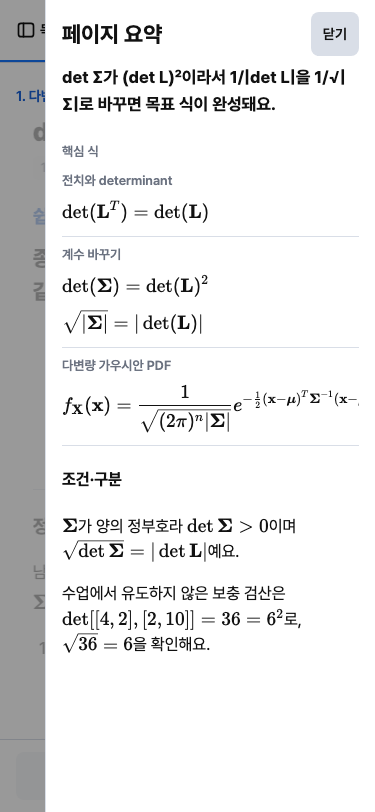 페이지 요약
닫기
det Σ가 (det L)²이라서 1/|det L|을 1/√|
Σ|로 바꾸면 목표 식이 완성돼요.
1. 다변
핵심 식
전치와 determinant
det(L^T) = det(L)
계수 바꾸기
det(Σ) = det(L)^2
√|Σ| = | det(L)|
다변량 가우시안 PDF
f_X(x) = 1/√((2π)^n|Σ|) e^{-1/2(x−μ)^T Σ^{−1}(x−
조건·구분
Σ가 양의 정부호라 det Σ > 0이며
√det Σ = | det L|예요.
수업에서 유도하지 않은 보충 검산은
det[[4, 2], [2, 10]] = 36 = 6^2로,
√36 = 6을 확인해요.